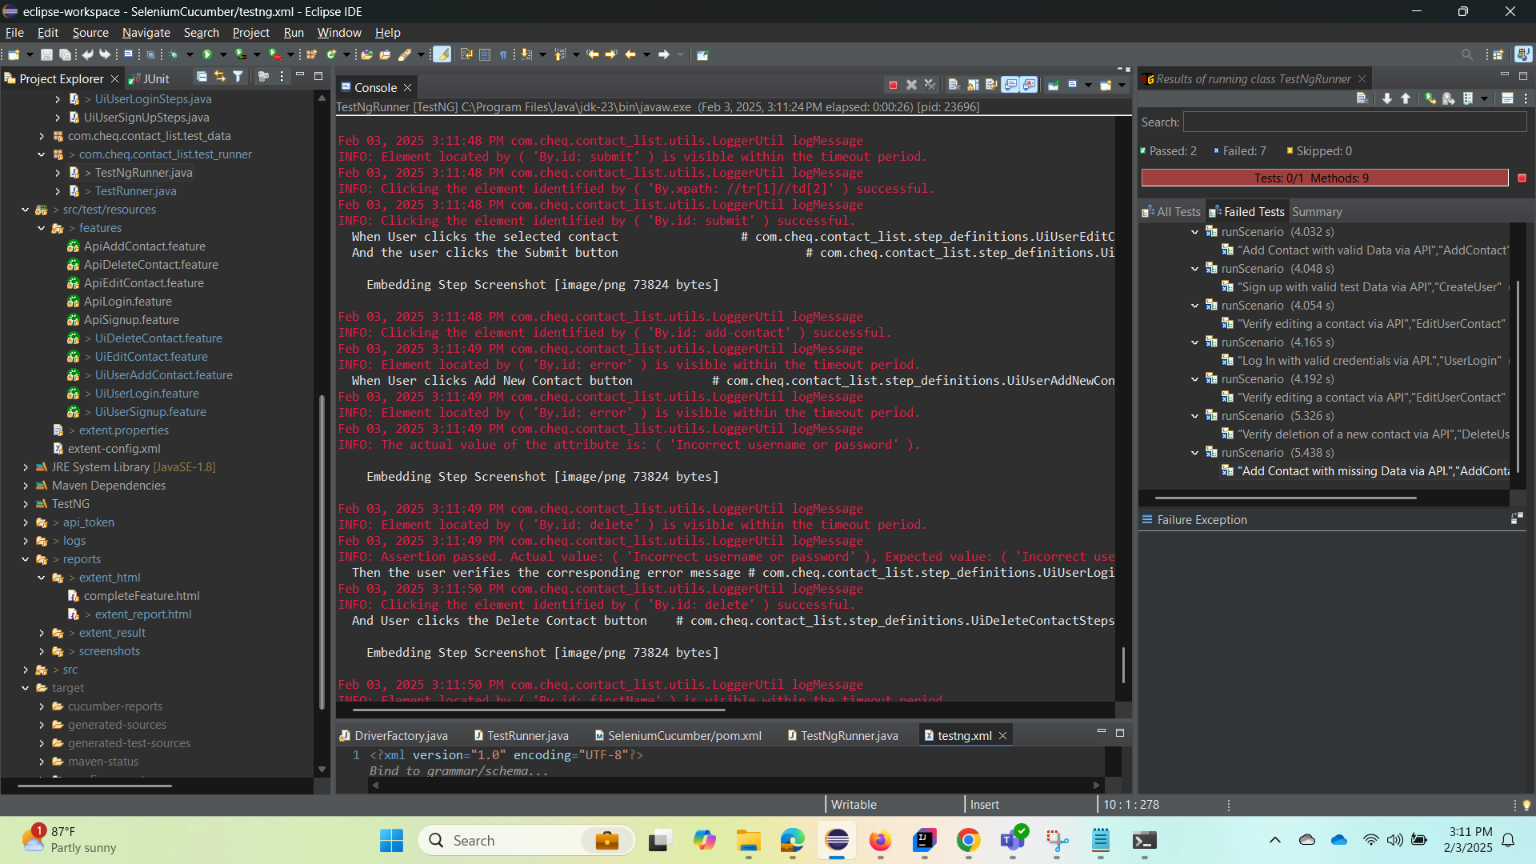 eclipse-workspace - SeleniumCucumber/testng.xml - Eclipse IDE
File Edit Source Navigate Search Project Run Window Help
Project Explorer JUnit
> UiUserLoginSteps.java
UiUserSignUpSteps.java
com.cheq.contact_list.test_data
> com.cheq.contact_list.test_runner
> TestNgRunner.java
> TestRunner.java
> src/test/resources
> features
ApiAddContact.feature
ApiDeleteContact.feature
ApiEditContact.feature
ApiLogin.feature
ApiSignup.feature
> UiDeleteContact.feature
> UiEditContact.feature
> UiUserAddContact.feature
> UiUserLogin.feature
> UiUserSignup.feature
> extent.properties
extent-config.xml
JRE System Library [JavaSE-1.8]
Maven Dependencies
TestNG
> api_token
> logs
> reports
> extent_html
completeFeature.html
> extent_report.html
> extent_result
> screenshots
> src
target
cucumber-reports
generated-sources
generated-test-sources
maven-status
Console
TestNgRunner [TestNG] C:\Program Files\Java\jdk-23\bin\javaw.exe (Feb 3, 2025, 3:11:24 PM elapsed: 0:00:26) [pid: 23696]
Feb 03, 2025 3:11:48 PM com.cheq.contact_list.utils.LoggerUtil logMessage
INFO: Element located by ( 'By.id: submit' ) is visible within the timeout period.
Feb 03, 2025 3:11:48 PM com.cheq.contact_list.utils.LoggerUtil logMessage
INFO: Clicking the element identified by ( 'By.xpath: //tr[1]//td[2]' ) successful.
Feb 03, 2025 3:11:48 PM com.cheq.contact_list.utils.LoggerUtil logMessage
INFO: Clicking the element identified by ( 'By.id: submit' ) successful.
When User clicks the selected contact # com.cheq.contact_list.step_definitions.UiUserEditC
And the user clicks the Submit button # com.cheq.contact_list.step_definitions.Ui
Embedding Step Screenshot [image/png 73824 bytes]
Feb 03, 2025 3:11:48 PM com.cheq.contact_list.utils.LoggerUtil logMessage
INFO: Clicking the element identified by ( 'By.id: add-contact' ) successful.
Feb 03, 2025 3:11:49 PM com.cheq.contact_list.utils.LoggerUtil logMessage
INFO: Element located by ( 'By.id: error' ) is visible within the timeout period.
When User clicks Add New Contact button # com.cheq.contact_list.step_definitions.UiUserAddNewCon
Feb 03, 2025 3:11:49 PM com.cheq.contact_list.utils.LoggerUtil logMessage
INFO: Element located by ( 'By.id: error' ) is visible within the timeout period.
Feb 03, 2025 3:11:49 PM com.cheq.contact_list.utils.LoggerUtil logMessage
INFO: The actual value of the attribute is: ( 'Incorrect username or password' ).
Embedding Step Screenshot [image/png 73824 bytes]
Feb 03, 2025 3:11:49 PM com.cheq.contact_list.utils.LoggerUtil logMessage
INFO: Element located by ( 'By.id: delete' ) is visible within the timeout period.
Feb 03, 2025 3:11:49 PM com.cheq.contact_list.utils.LoggerUtil logMessage
INFO: Assertion passed. Actual value: ( 'Incorrect username or password' ), Expected value: ( 'Incorrect use
Then the user verifies the corresponding error message # com.cheq.contact_list.step_definitions.UiUserLogi
Feb 03, 2025 3:11:50 PM com.cheq.contact_list.utils.LoggerUtil logMessage
INFO: Clicking the element identified by ( 'By.id: delete' ) successful.
And User clicks the Delete Contact button # com.cheq.contact_list.step_definitions.UiDeleteContactSteps
Embedding Step Screenshot [image/png 73824 bytes]
Feb 03, 2025 3:11:50 PM com.cheq.contact_list.utils.LoggerUtil logMessage
INFO: Element located by ( 'By.id: firstName' ) is visible within the timeout period.
DriverFactory.java TestRunner.java SeleniumCucumber/pom.xml TestNgRunner.java testng.xml
1 <?xml version="1.0" encoding="UTF-8"?>
Bind to grammar/schema...
Results of running class TestNgRunner
Search:
Passed: 2 Failed: 7 Skipped: 0
Tests: 0/1 Methods: 9
All Tests Failed Tests Summary
runScenario (4.032 s)
"Add Contact with valid Data via API","AddContact"
runScenario (4.048 s)
"Sign up with valid test Data via API","CreateUser"
runScenario (4.054 s)
"Verify editing a contact via API","EditUserContact"
runScenario (4.165 s)
"Log In with valid credentials via API.","UserLogin"
runScenario (4.192 s)
"Verify editing a contact via API","EditUserContact"
runScenario (5.326 s)
"Verify deletion of a new contact via API","DeleteUs
runScenario (5.438 s)
"Add Contact with missing Data via API.","AddConta
Failure Exception
Writable Insert 10 : 1 : 278
1
87°F
Partly sunny
Search
3:11 PM
2/3/2025